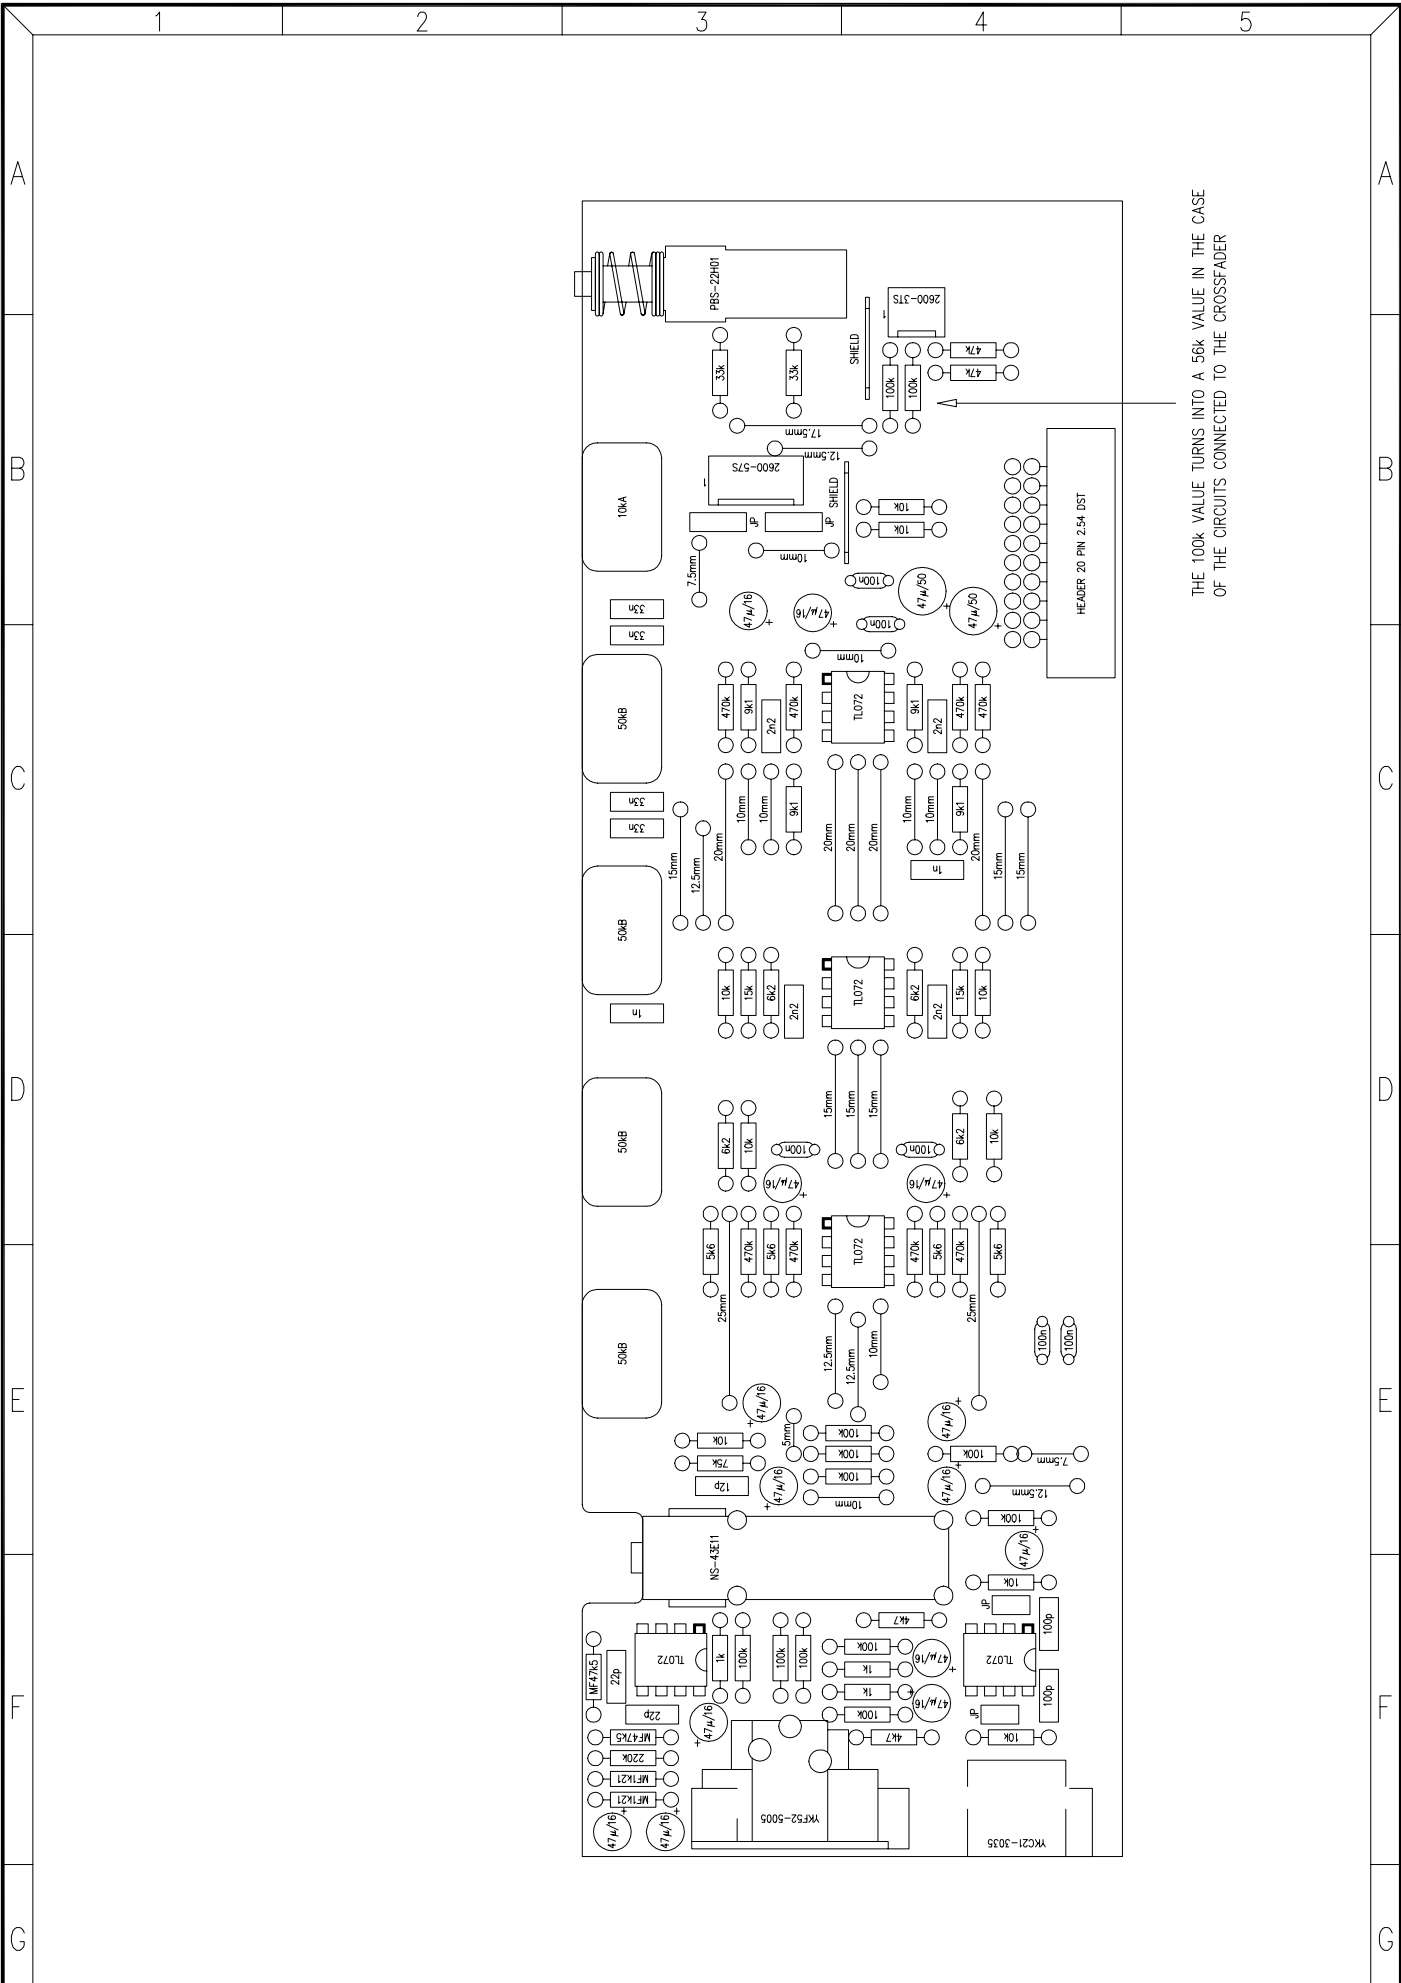 1 2 3 4 5
A A
PBS-22H01
2600-3TS
1
SHIELD
THE 100k VALUE TURNS INTO A 56k VALUE IN THE CASE
OF THE CIRCUITS CONNECTED TO THE CROSSFADER
33k 33k 100k 100k 47k
47k
17.5mm
12.5mm
B B
10kA
2600-57S
1
SHIELD
JP JP
10k
10k
HEADER 20 PIN 2.54 DST
10mm
7.5mm
100n
47µ/50
33n
47µ/16 47µ/16
47µ/50
100n
33n
10mm
50kB
470k 9k1 2n2 470k TL072 9k1 2n2 470k 470k
C C
33n
33n
20mm 10mm 10mm 9k1 20mm 20mm 20mm 10mm 10mm 9k1 20mm
15mm 12.5mm 15mm 15mm
1n
50kB
10k 15k 6k2 2n2 TL072 6k2 2n2 15k 10k
1n
D D
15mm 15mm 15mm
50kB
6k2 10k 6k2 10k
100n 100n
47µ/16 47µ/16
5k6 470k 5k6 470k TL072 470k 5k6 470k 5k6
25mm 25mm
12.5mm 12.5mm 10mm
100n 100n
50kB
E E
47µ/16
47µ/16
5mm
100k
10k
100k 100k
7.5mm
75k
100k
12p
47µ/16 47µ/16
12.5mm
10mm
100k
47µ/16
NS-43E11
10k
JP
4k7
100p
TL072
1k 100k 100k 100k
100k
47µ/16
TL072
MF47k5
22p
1k
F F
1k
47µ/16
100p
22p
100k
JP
47µ/16
MF47k5
4k7
10k
220k
MF1k21
MF1k21
47µ/16 47µ/16
YKF52-5005
YKC21-3035
G G